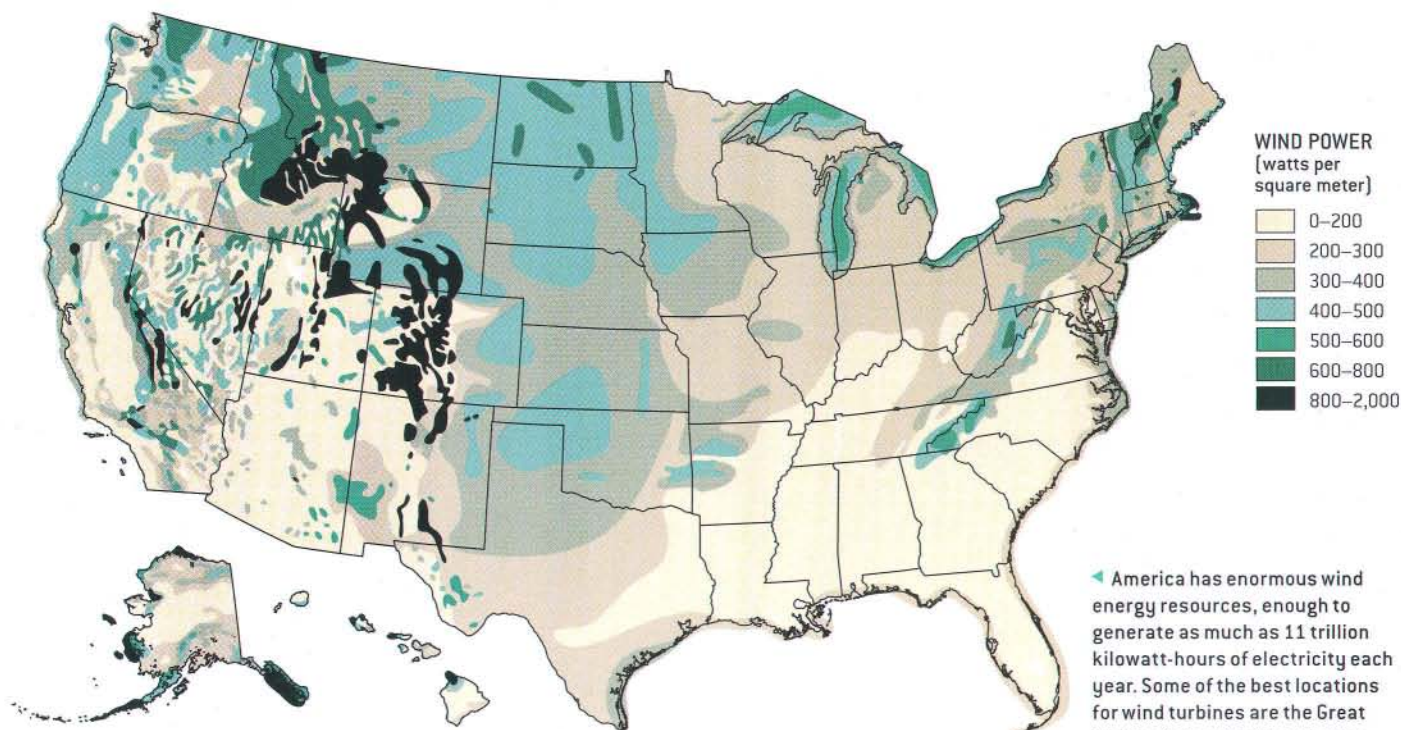 WIND POWER
(watts per
square meter)
0–200
200–300
300–400
400–500
500–600
600–800
800–2,000
◄ America has enormous wind
energy resources, enough to
generate as much as 11 trillion
kilowatt-hours of electricity each
year. Some of the best locations
for wind turbines are the Great